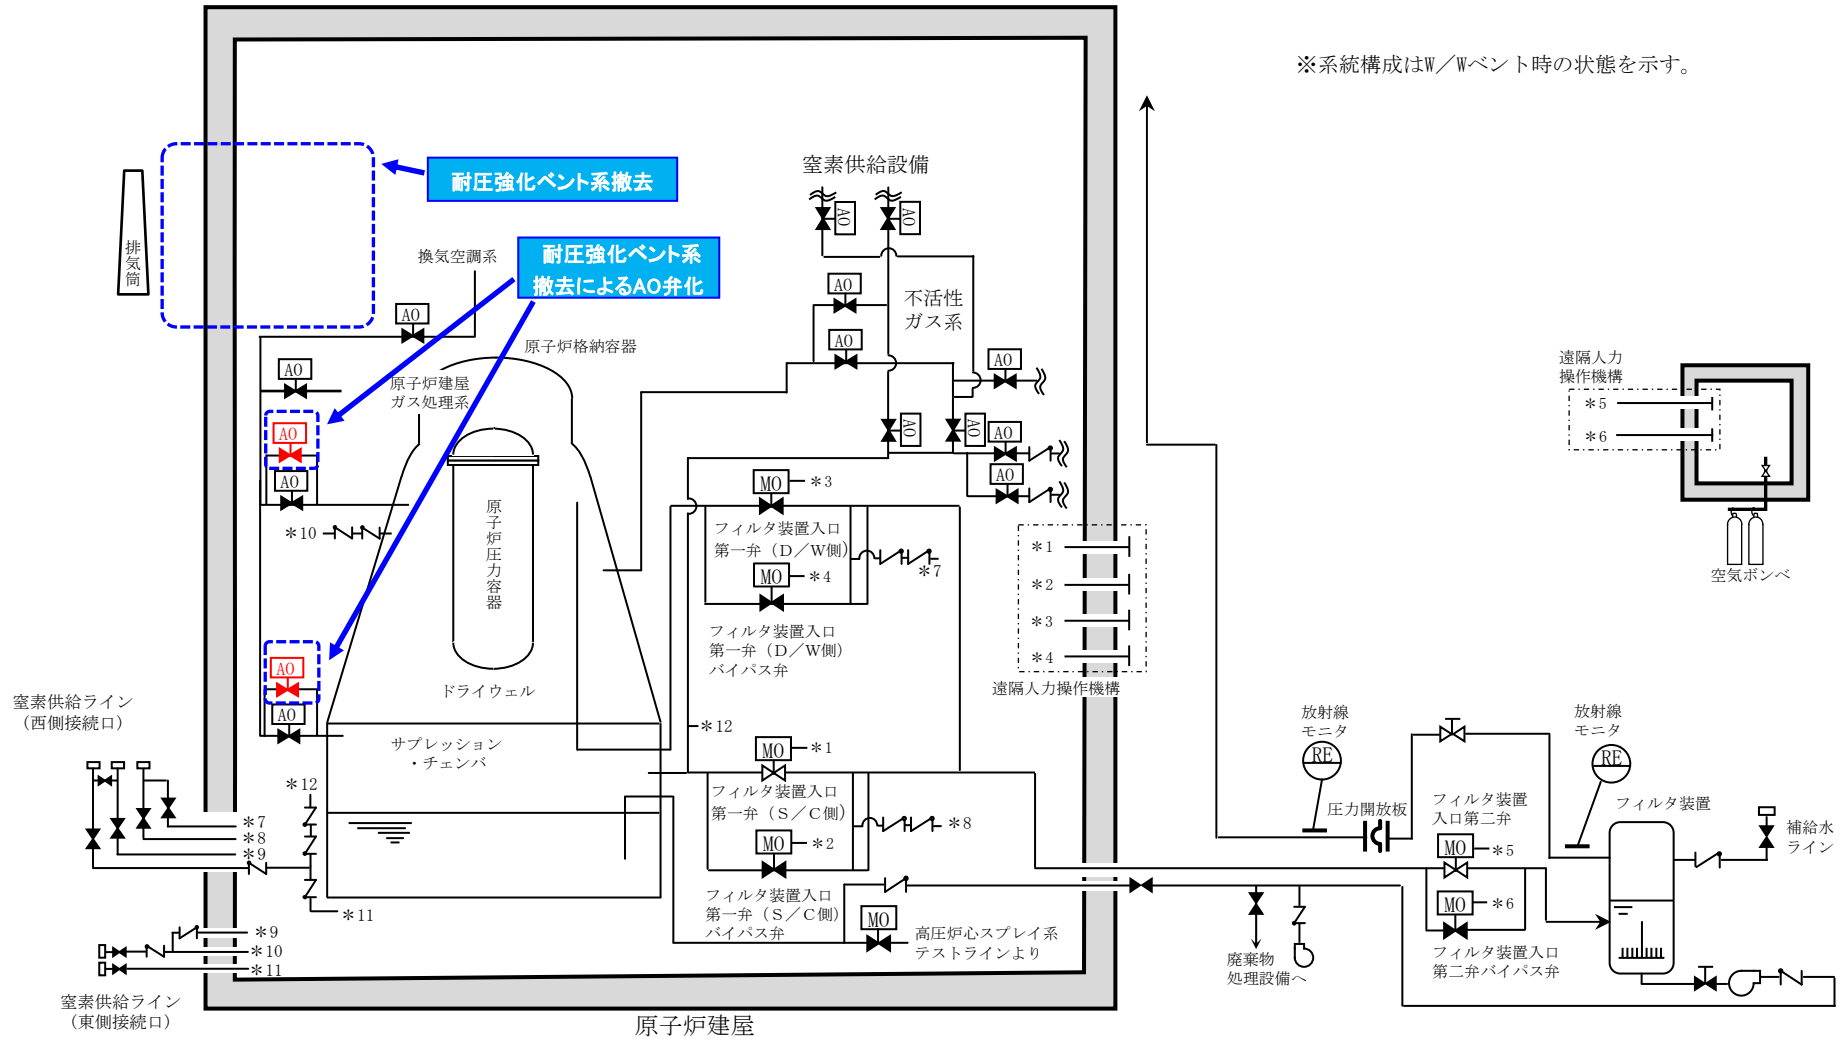 ※系統構成はW／Wベント時の状態を示す。
耐圧強化ベント系撤去
窒素供給設備
AO
AO
排気筒
換気空調系
耐圧強化ベント系
撤去によるAO弁化
AO
AO
不活性
ガス系
AO
原子炉格納容器
AO
AO
遠隔人力
操作機構
＊5
＊6
原子炉建屋
ガス処理系
AO
AO
AO
AO
AO
AO
MO
＊3
＊10
原子炉圧力容器
フィルタ装置入口
第一弁（D／W側）
MO
＊4
＊7
＊1
＊2
＊3
＊4
遠隔人力操作機構
空気ボンベ
フィルタ装置入口
第一弁（D／W側）
バイパス弁
AO
AO
ドライウェル
窒素供給ライン
（西側接続口）
＊12
サプレッション
・チェンバ
MO
＊1
放射線
モニタ
RE
放射線
モニタ
RE
＊12
フィルタ装置入口
第一弁（S／C側）
圧力開放板
フィルタ装置
入口第二弁
フィルタ装置
補給水
ライン
＊7
＊8
＊9
＊8
MO
＊2
MO
＊5
フィルタ装置入口
第一弁（S／C側）
バイパス弁
MO
＊6
＊11
MO
高圧炉心スプレイ系
テストラインより
＊9
＊10
＊11
廃棄物
処理設備へ
フィルタ装置入口
第二弁バイパス弁
窒素供給ライン
（東側接続口）
原子炉建屋